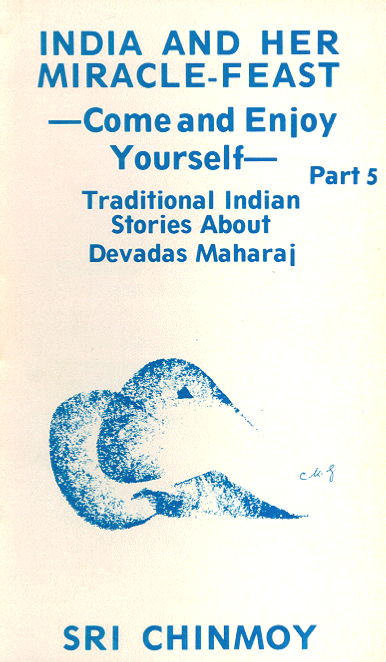 INDIA AND HER
MIRACLE-FEAST
—Come and Enjoy
Yourself—
Part 5
Traditional Indian
Stories About
Devadas Maharaj
SRI CHINMOY